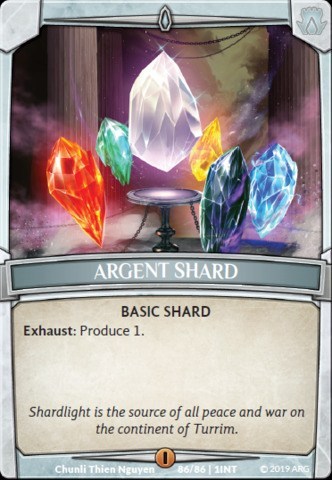 ARGENT SHARD
BASIC SHARD
Exhaust: Produce 1.
Shardlight is the source of all peace and war on
the continent of Turrim.
I
Chunli Thien Nguyen 86/86 | 1INT © 2019 ARG